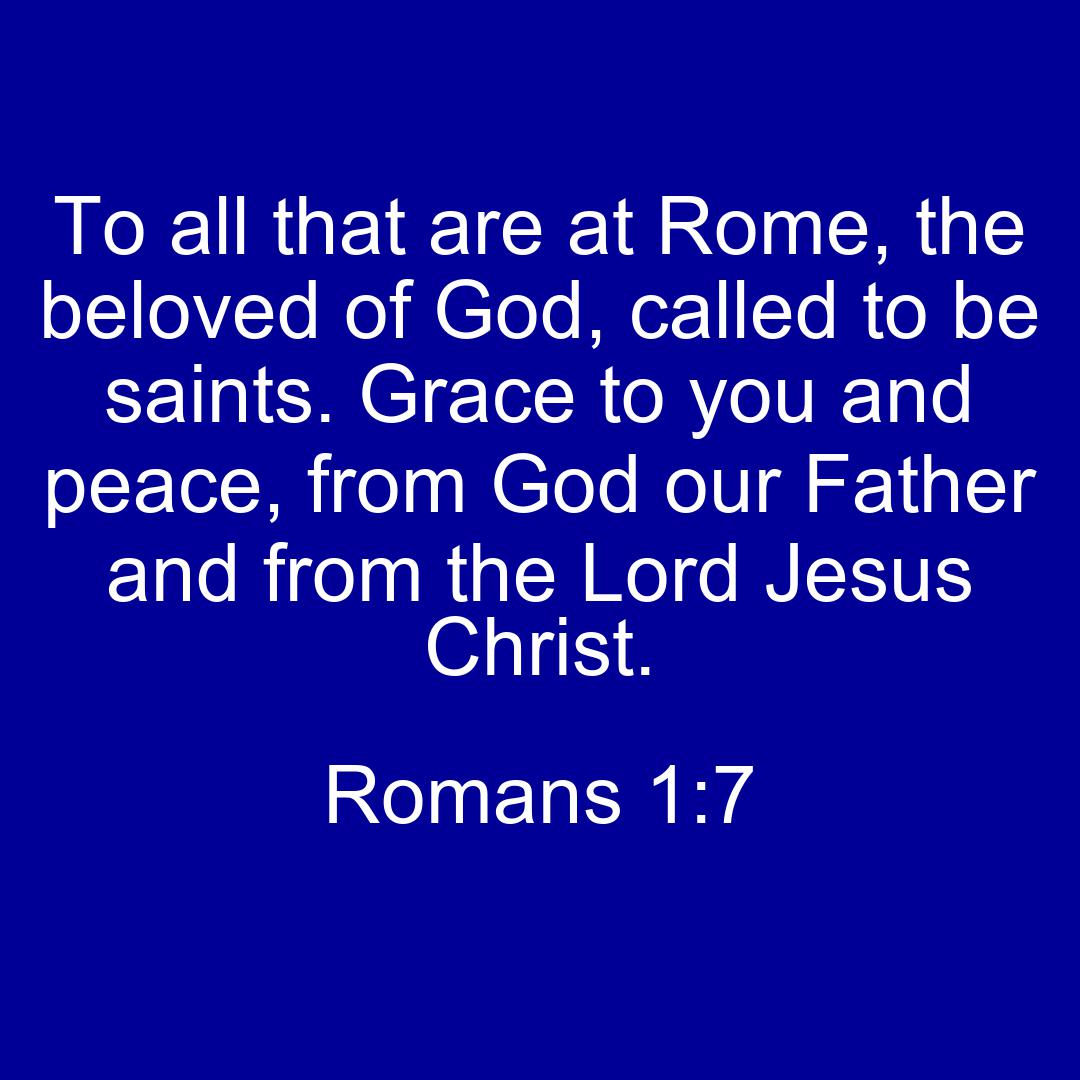 To all that are at Rome, the
beloved of God, called to be
saints. Grace to you and
peace, from God our Father
and from the Lord Jesus
Christ.
Romans 1:7